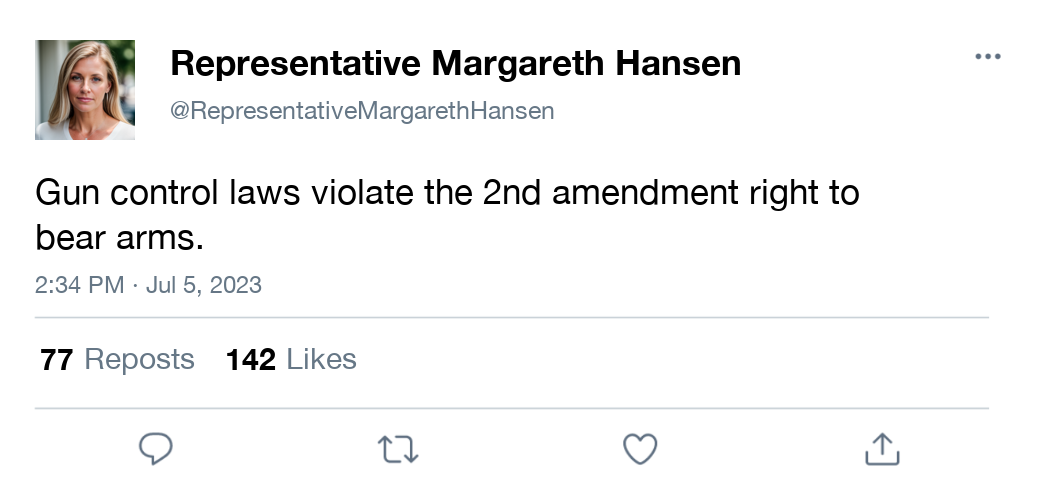 Representative Margareth Hansen
@RepresentativeMargarethHansen
Gun control laws violate the 2nd amendment right to
bear arms.
2:34 PM · Jul 5, 2023
77 Reposts 142 Likes